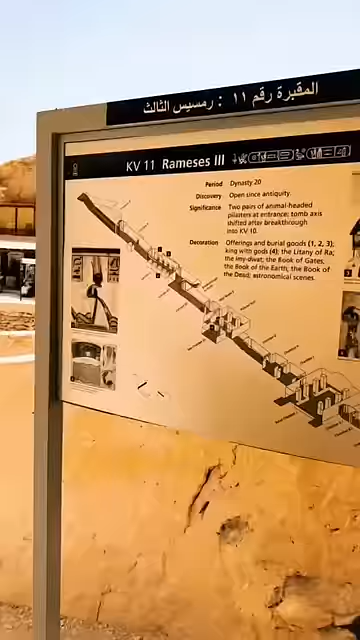 المقبرة رقم ١١ : رمسيس الثالث
KV 11 Rameses III
Period Dynasty 20
Discovery Open since antiquity
Significance Two pairs of animal-headed
pilasters at entrance; tomb axis
shifted after breakthrough
into KV 10.
Decoration Offerings and burial goods (1, 2, 3);
king with gods (4); the Litany of Ra;
the Imy-dwat; the Book of Gates,
the Book of the Earth, the Book of
the Dead; astronomical scenes.